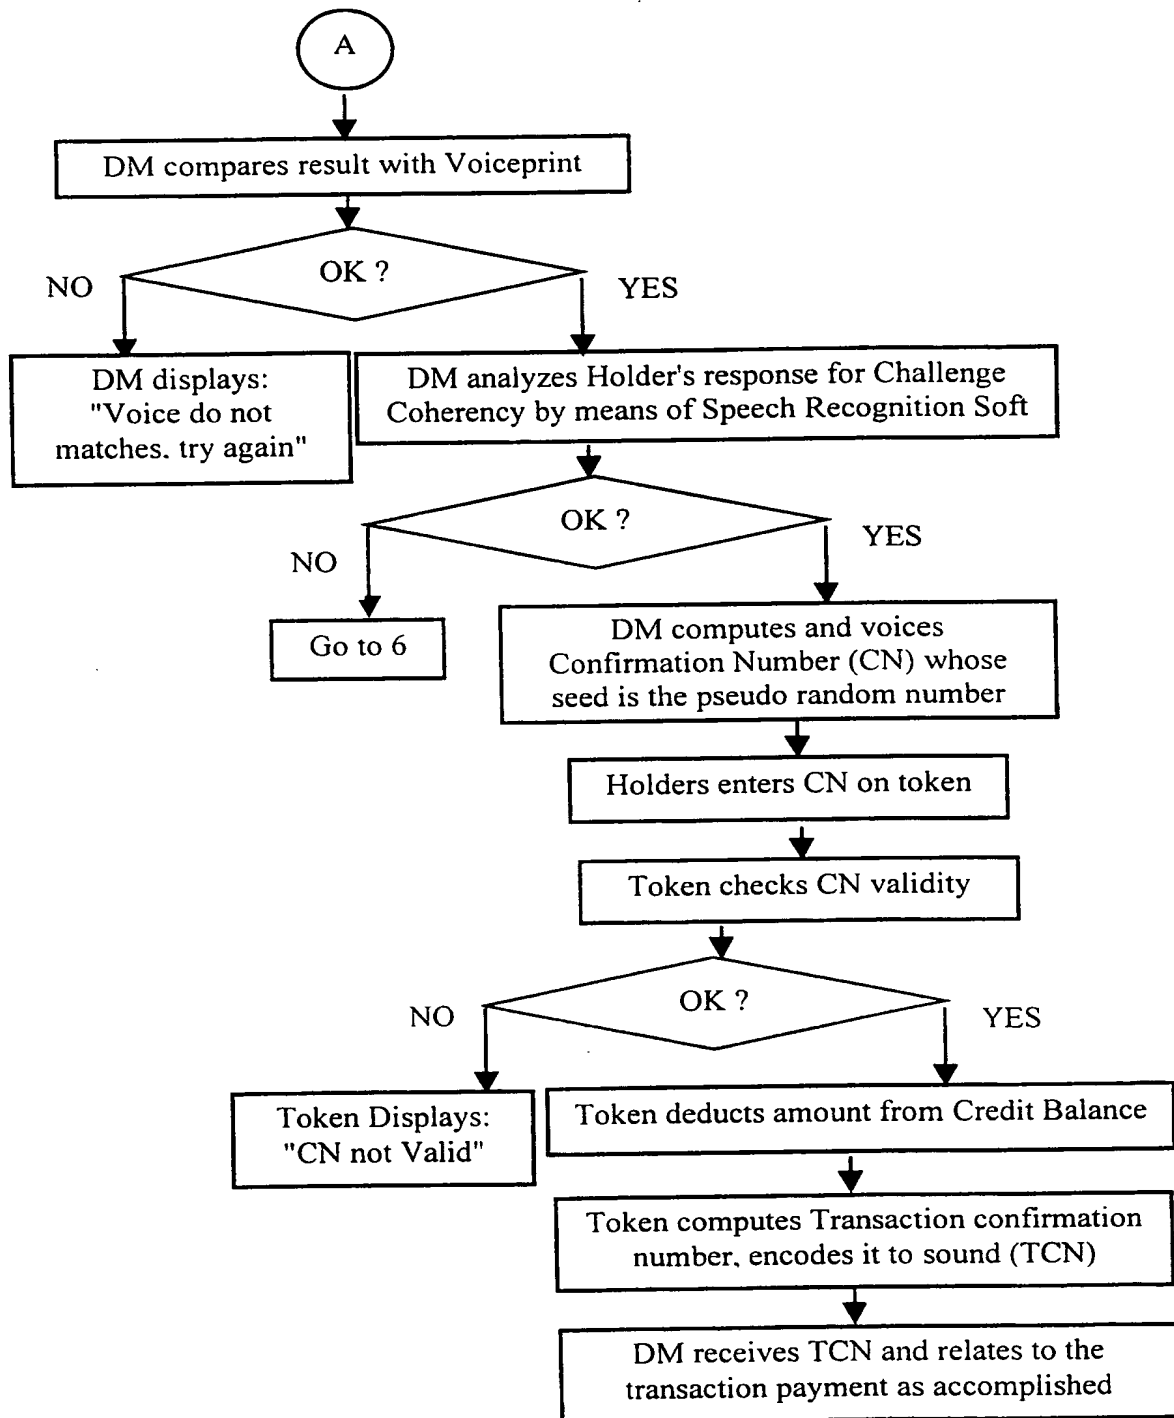 A
DM compares result with Voiceprint
OK ?
NO
YES
DM displays:
"Voice do not
matches. try again"
DM analyzes Holder's response for Challenge
Coherency by means of Speech Recognition Soft
OK ?
NO
YES
Go to 6
DM computes and voices
Confirmation Number (CN) whose
seed is the pseudo random number
Holders enters CN on token
Token checks CN validity
OK ?
NO
YES
Token Displays:
"CN not Valid"
Token deducts amount from Credit Balance
Token computes Transaction confirmation
number. encodes it to sound (TCN)
DM receives TCN and relates to the
transaction payment as accomplished